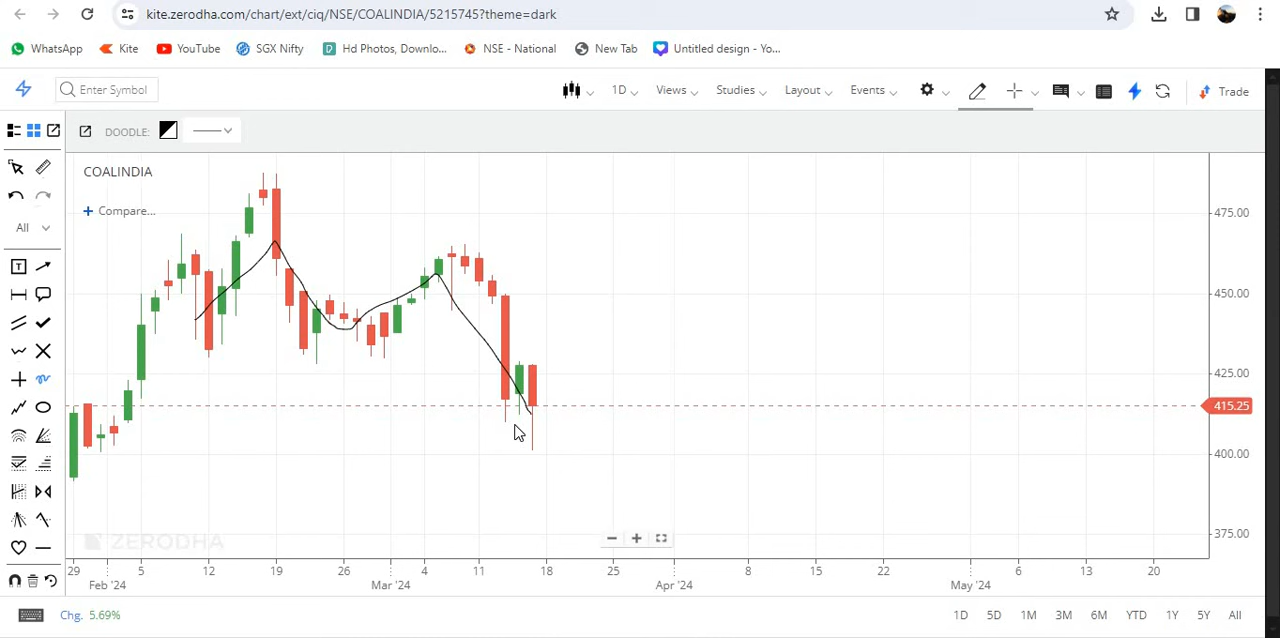 kite.zerodha.com/chart/ext/ciq/NSE/COALINDIA/5215745?theme=dark
WhatsApp Kite YouTube SGX Nifty Hd Photos, Downlo... NSE - National New Tab Untitled design - Yo...
Enter Symbol 1D Views Studies Layout Events Trade
DOODLE:
COALINDIA
Compare...
All
T
475.00
450.00
425.00
415.25
400.00
375.00
ZERODHA
29 5 12 19 26 4 11 18 25 8 15 22 6 13 20
Feb '24 Mar '24 Apr '24 May '24
Chg. 5.69% 1D 5D 1M 3M 6M YTD 1Y 5Y All